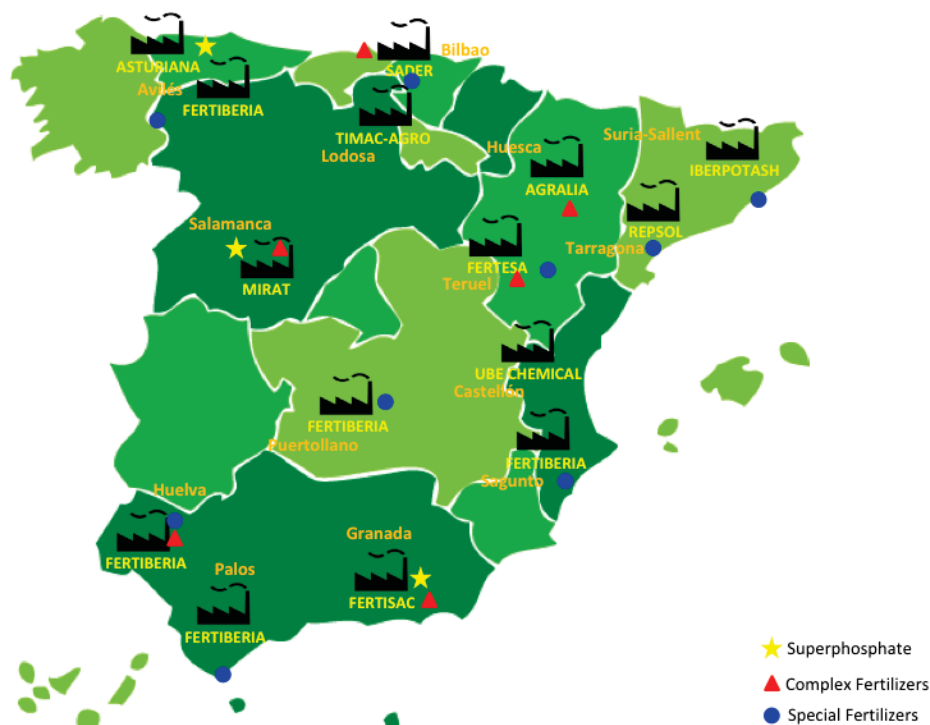 ASTURIANA
Avilés
FERTIBERIA
Bilbao
SADER
TIMAC-AGRO
Lodosa
Huesca
AGRALIA
Suria-Sallent
IBERPOTASH
REPSOL
Tarragona
Salamanca
MIRAT
FERTESA
Teruel
UBE CHEMICAL
Castellón
FERTIBERIA
Puertollano
FERTIBERIA
Sagunto
Huelva
FERTIBERIA
Palos
FERTIBERIA
Granada
FERTISAC
Superphosphate
Complex Fertilizers
Special Fertilizers